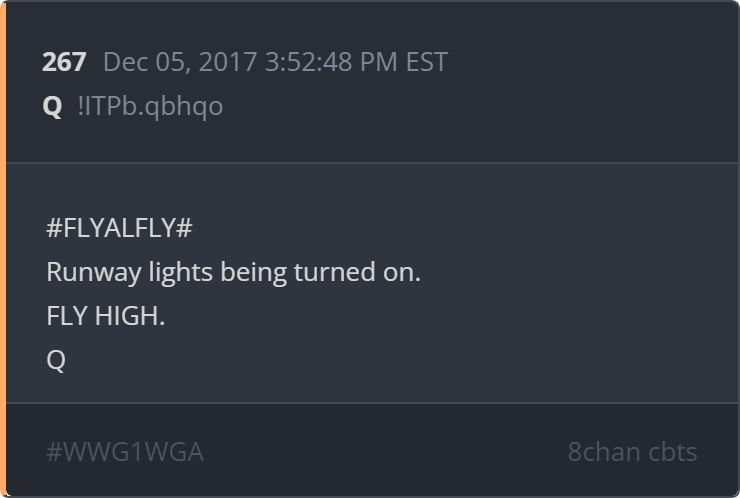 267 Dec 05, 2017 3:52:48 PM EST
Q !ITPb.qbhqo
#FLYALFLY#
Runway lights being turned on.
FLY HIGH.
Q
#WWG1WGA 8chan cbts